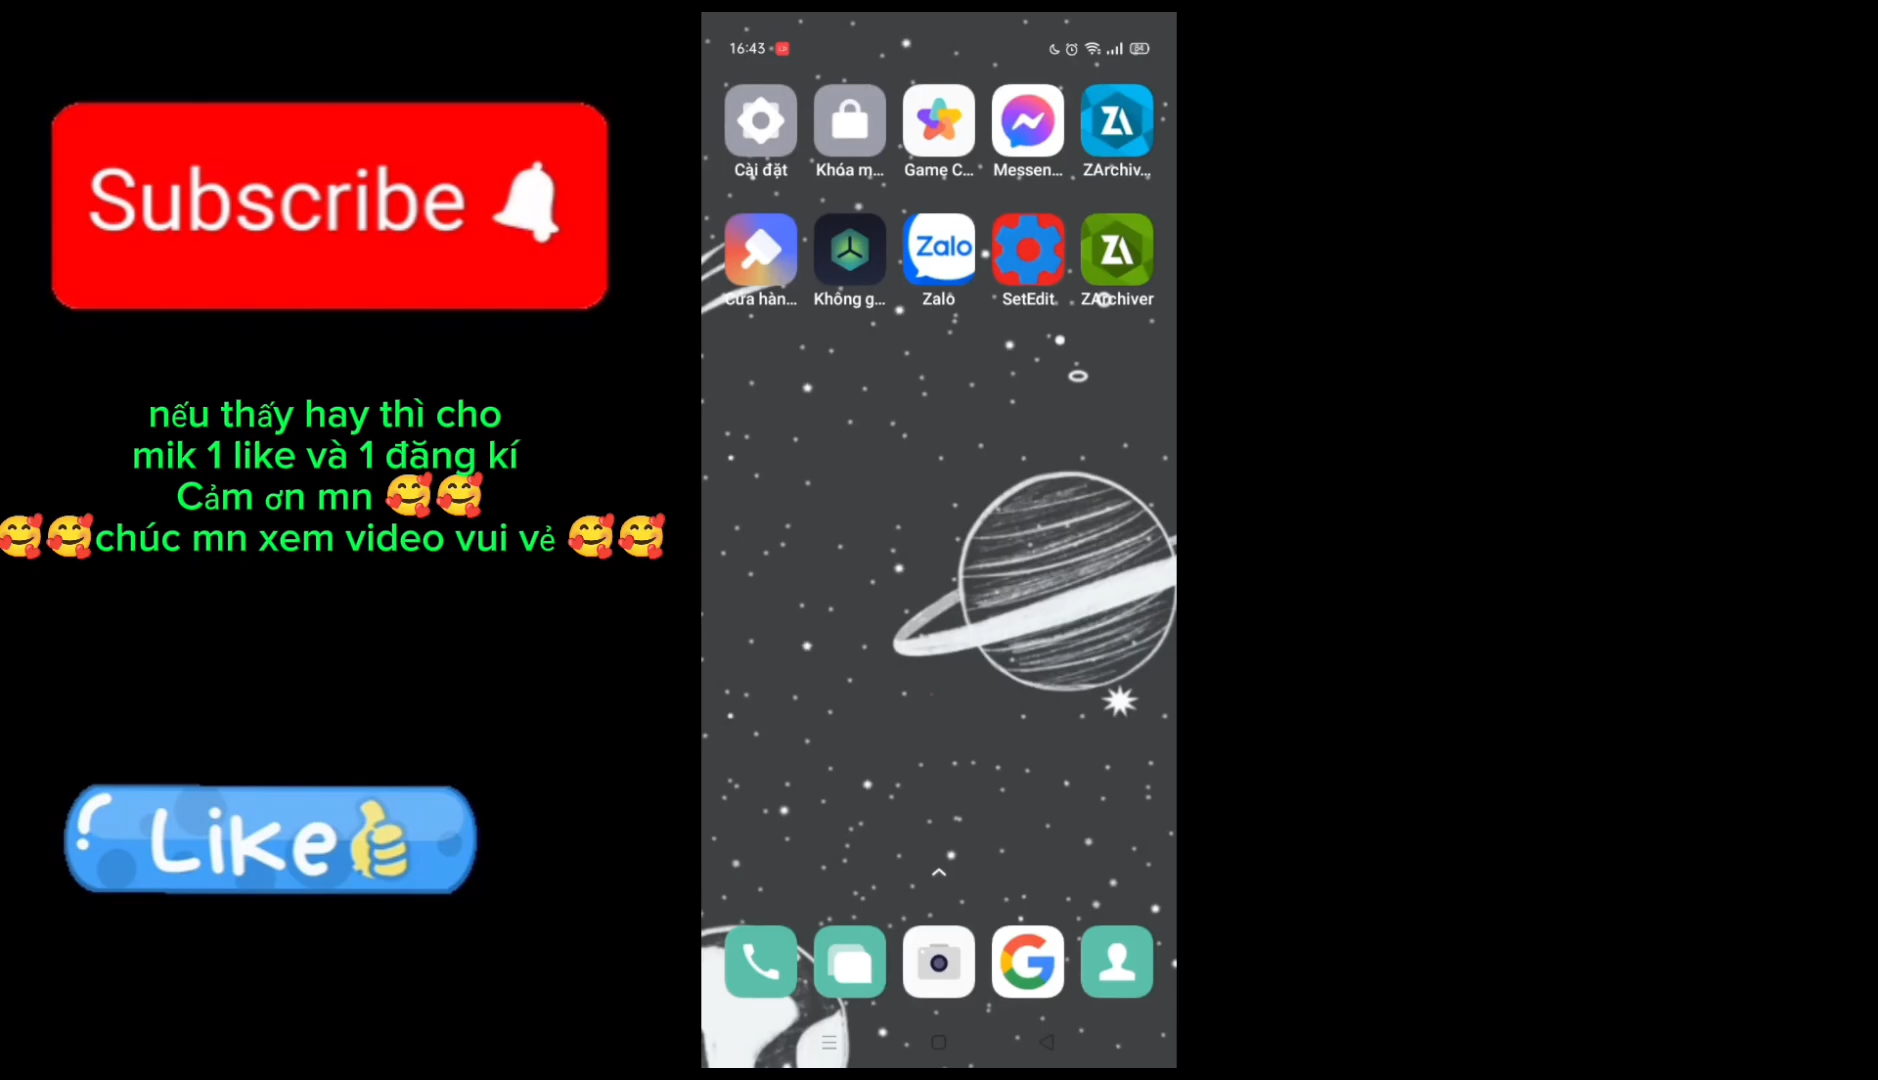 Subscribe
nếu thấy hay thì cho
mik 1 like và 1 đăng kí
Cảm ơn mn 🥰🥰
🥰🥰chúc mn xem video vui vẻ 🥰🥰
Like
16:43
84
Cài đặt
Khóa m...
Game C...
Messen...
ZArchiv...
Cửa hàn...
Không g...
Zalo
Zalo
SetEdit
ZArchiver